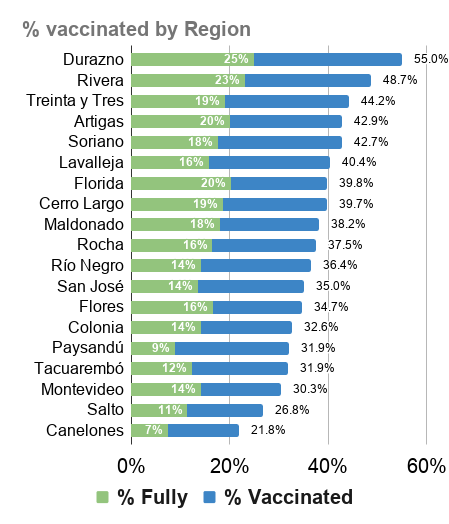 % vaccinated by Region
Durazno 25% 55.0%
Rivera 23% 48.7%
Treinta y Tres 19% 44.2%
Artigas 20% 42.9%
Soriano 18% 42.7%
Lavalleja 16% 40.4%
Florida 20% 39.8%
Cerro Largo 19% 39.7%
Maldonado 18% 38.2%
Rocha 16% 37.5%
Río Negro 14% 36.4%
San José 14% 35.0%
Flores 16% 34.7%
Colonia 14% 32.6%
Paysandú 9% 31.9%
Tacuarembó 12% 31.9%
Montevideo 14% 30.3%
Salto 11% 26.8%
Canelones 7% 21.8%
0% 20% 40% 60%
% Fully % Vaccinated